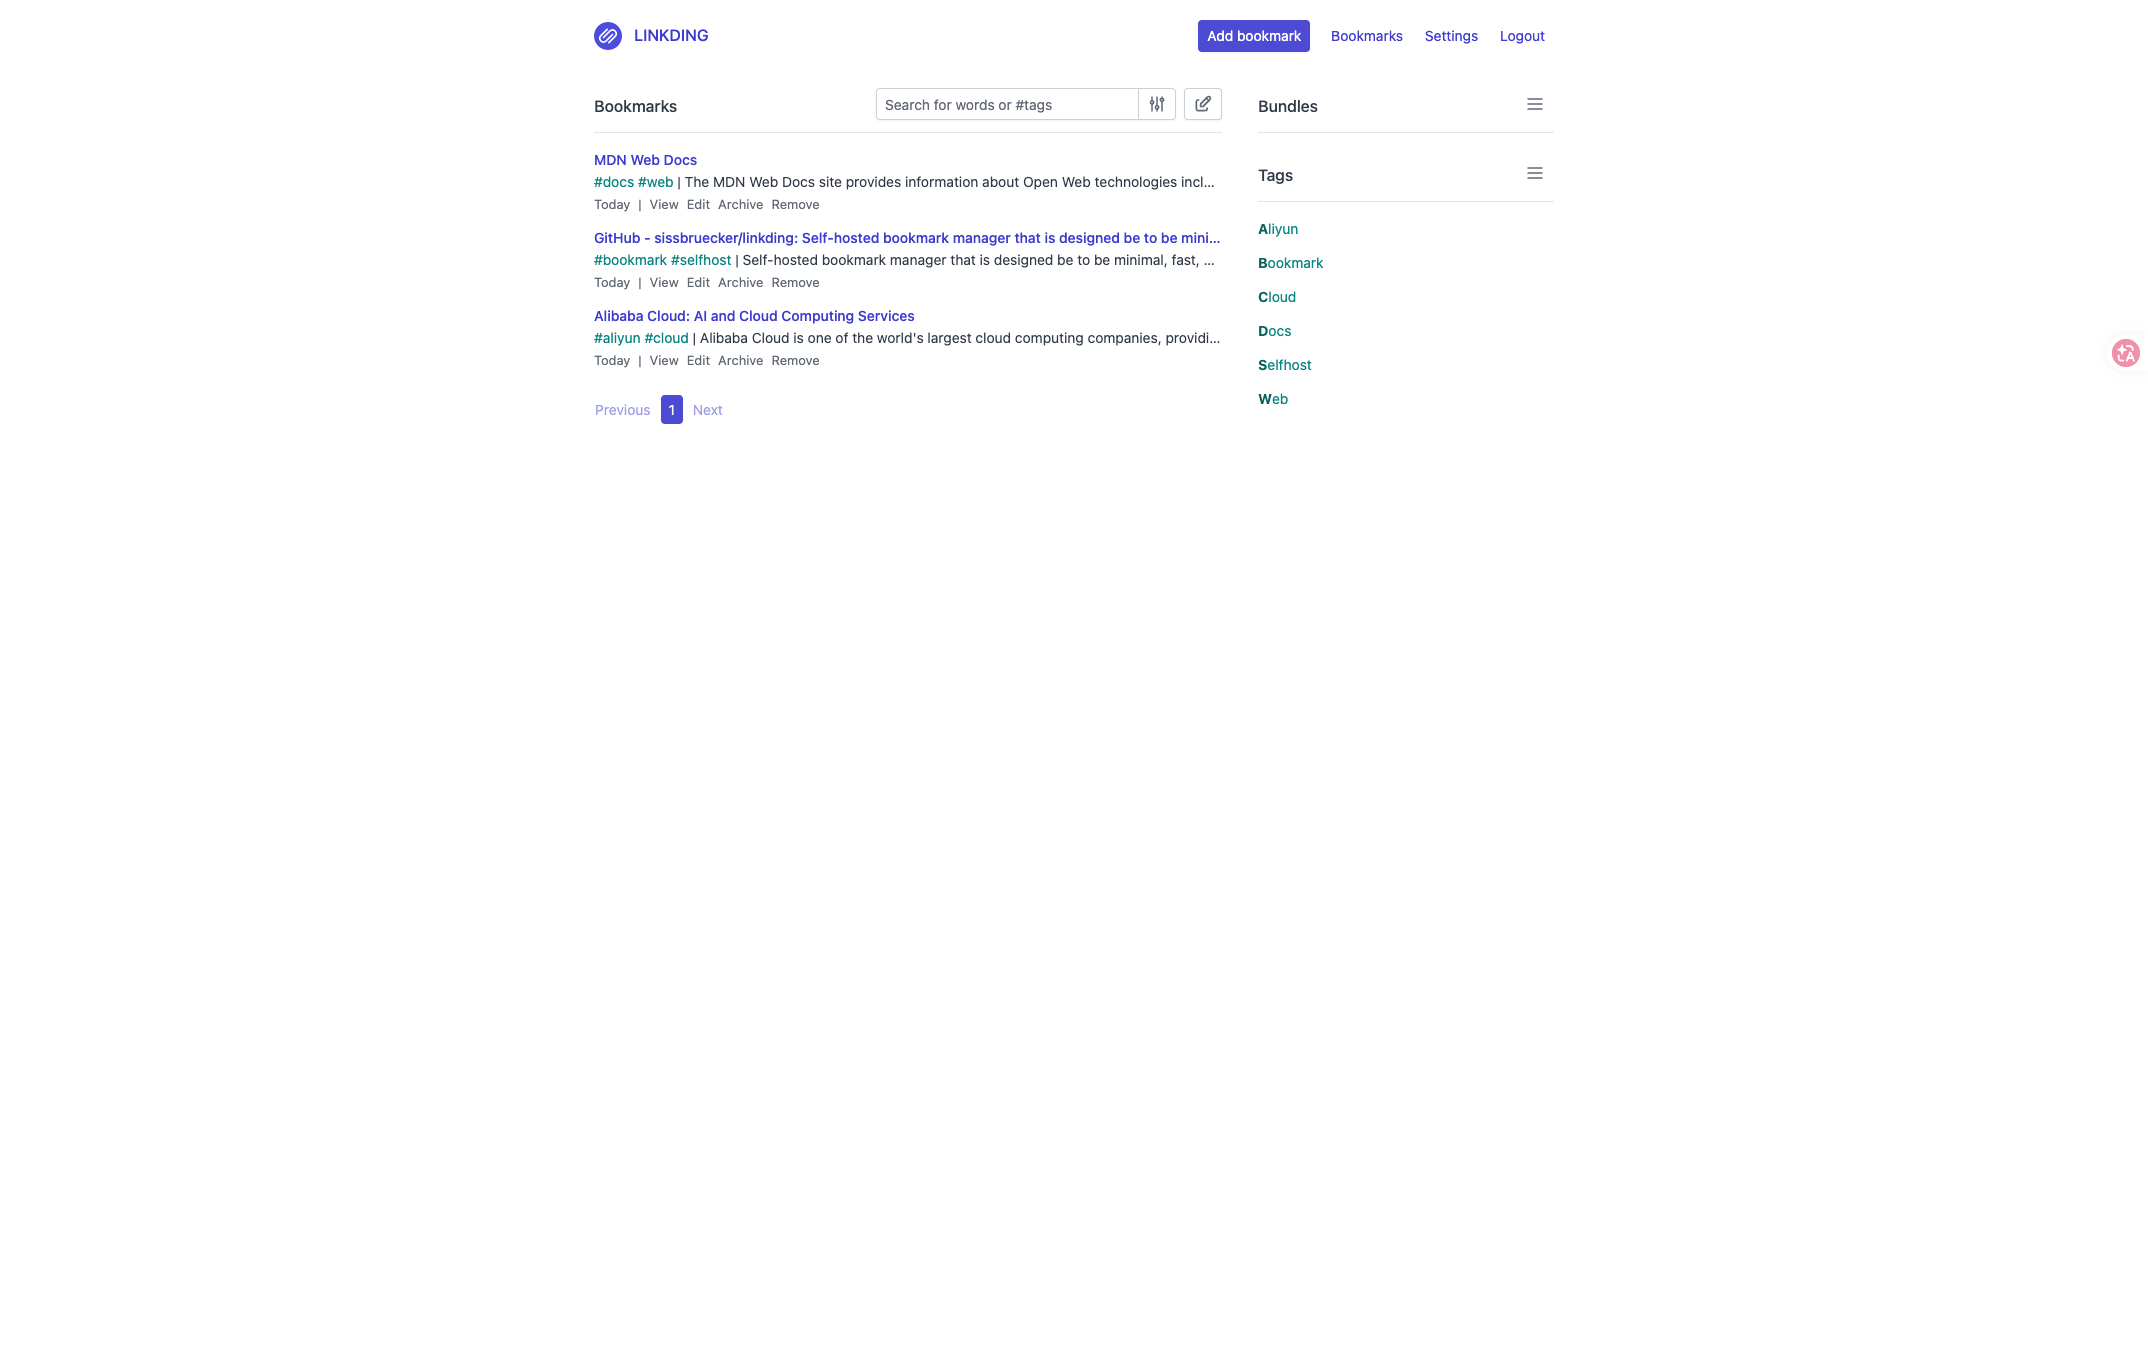 LINKDING
Add bookmark Bookmarks Settings Logout
Bookmarks
Search for words or #tags
MDN Web Docs
#docs #web | The MDN Web Docs site provides information about Open Web technologies incl...
Today | View Edit Archive Remove
GitHub - sissbruecker/linkding: Self-hosted bookmark manager that is designed be to be mini...
#bookmark #selfhost | Self-hosted bookmark manager that is designed be to be minimal, fast, ...
Today | View Edit Archive Remove
Alibaba Cloud: AI and Cloud Computing Services
#aliyun #cloud | Alibaba Cloud is one of the world's largest cloud computing companies, providi...
Today | View Edit Archive Remove
Previous 1 Next
Bundles
Tags
Aliyun
Bookmark
Cloud
Docs
Selfhost
Web